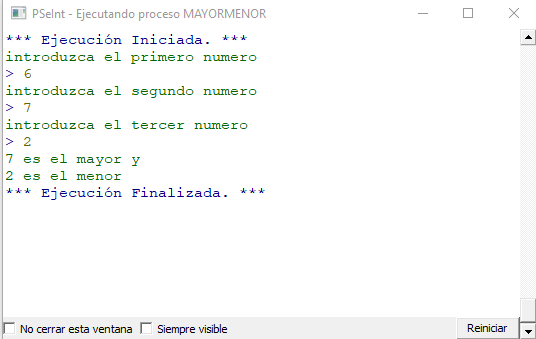 PSeInt - Ejecutando proceso MAYORMENOR
*** Ejecución Iniciada. ***
introduzca el primero numero
> 6
introduzca el segundo numero
> 7
introduzca el tercer numero
> 2
7 es el mayor y
2 es el menor
*** Ejecución Finalizada. ***
No cerrar esta ventana Siempre visible Reiniciar